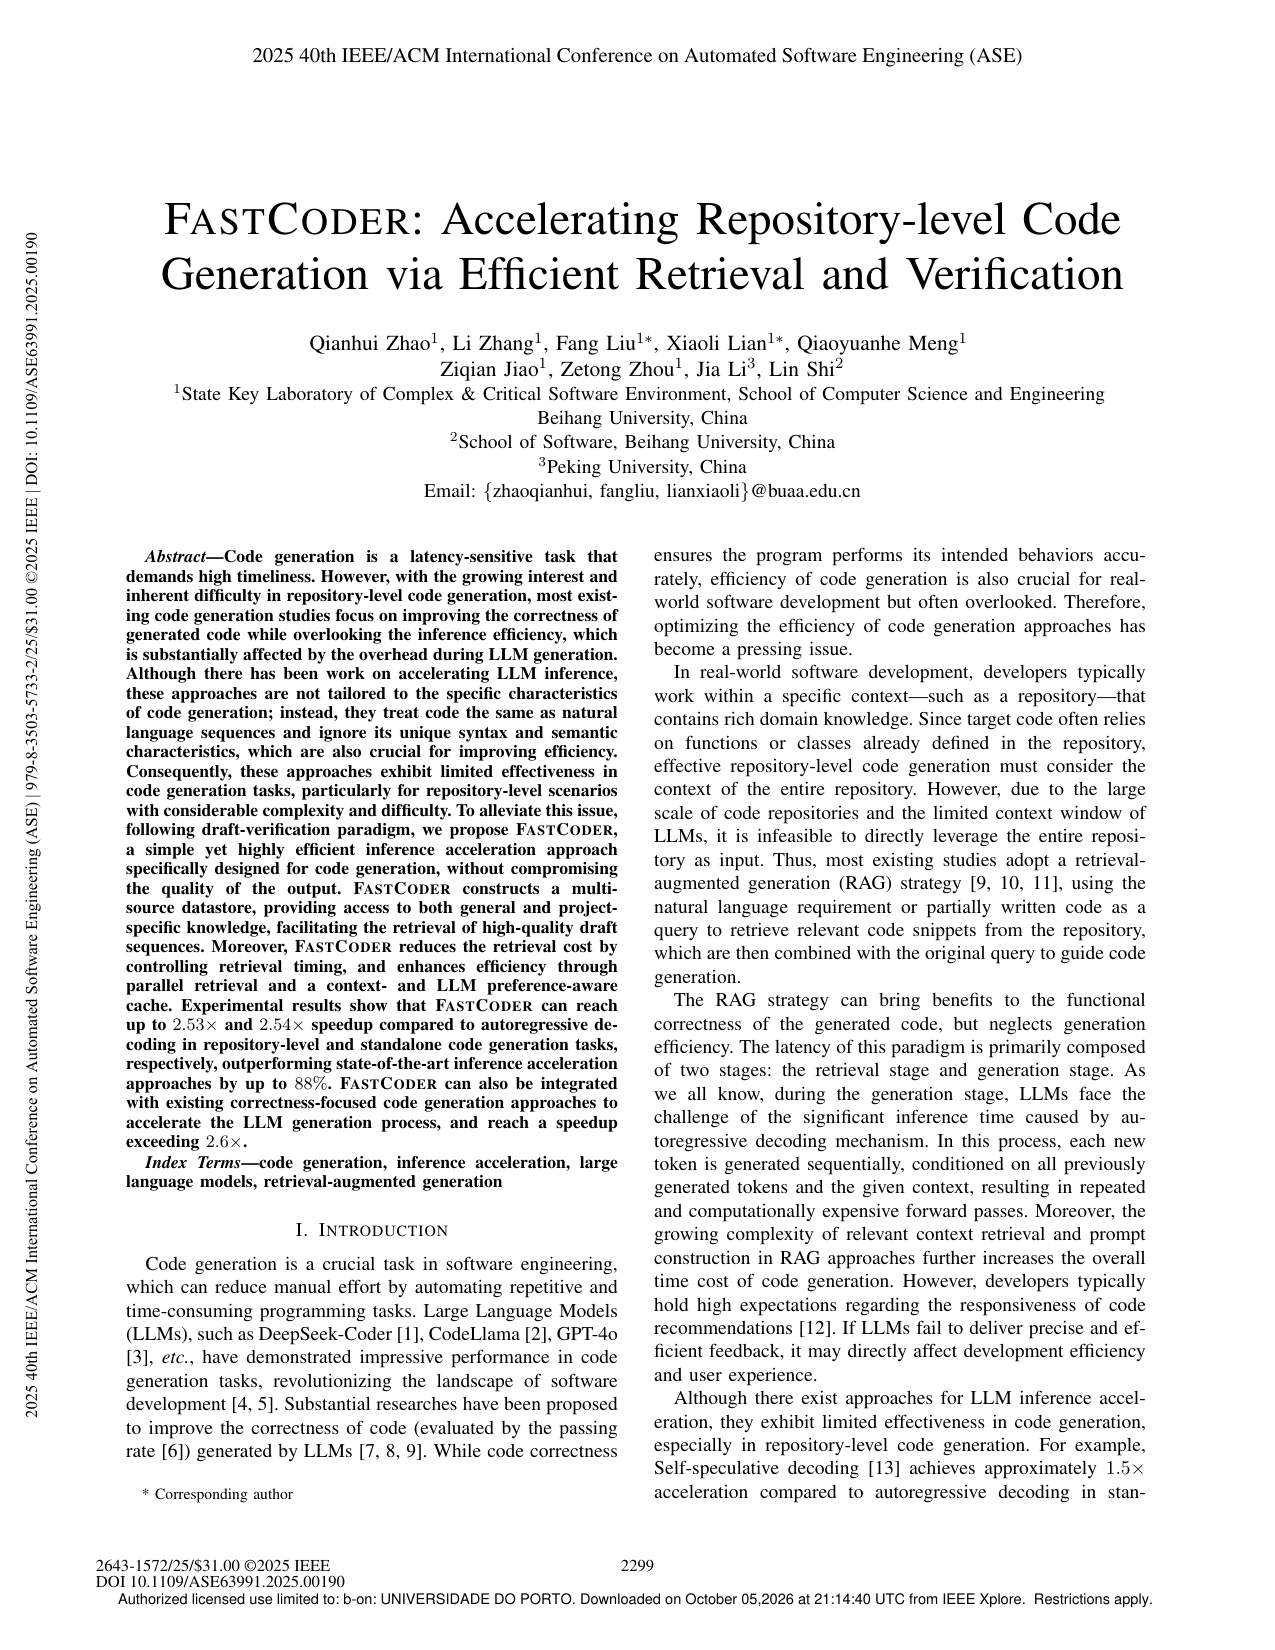 2025 40th IEEE/ACM International Conference on Automated Software Engineering (ASE)
2025 40th IEEE/ACM International Conference on Automated Software Engineering (ASE) | 979-8-3503-5733-2/25/$31.00 ©2025 IEEE | DOI: 10.1109/ASE63991.2025.00190
FASTCODER: Accelerating Repository-level Code
Generation via Efficient Retrieval and Verification
Qianhui Zhao1, Li Zhang1, Fang Liu1*, Xiaoli Lian1*, Qiaoyuanhe Meng1
Ziqian Jiao1, Zetong Zhou1, Jia Li3, Lin Shi2
1State Key Laboratory of Complex & Critical Software Environment, School of Computer Science and Engineering
Beihang University, China
2School of Software, Beihang University, China
3Peking University, China
Email: {zhaoqianhui, fangliu, lianxiaoli}@buaa.edu.cn
Abstract—Code generation is a latency-sensitive task that
demands high timeliness. However, with the growing interest and
inherent difficulty in repository-level code generation, most exist-
ing code generation studies focus on improving the correctness of
generated code while overlooking the inference efficiency, which
is substantially affected by the overhead during LLM generation.
Although there has been work on accelerating LLM inference,
these approaches are not tailored to the specific characteristics
of code generation; instead, they treat code the same as natural
language sequences and ignore its unique syntax and semantic
characteristics, which are also crucial for improving efficiency.
Consequently, these approaches exhibit limited effectiveness in
code generation tasks, particularly for repository-level scenarios
with considerable complexity and difficulty. To alleviate this issue,
following draft-verification paradigm, we propose FASTCODER,
a simple yet highly efficient inference acceleration approach
specifically designed for code generation, without compromising
the quality of the output. FASTCODER constructs a multi-
source datastore, providing access to both general and project-
specific knowledge, facilitating the retrieval of high-quality draft
sequences. Moreover, FASTCODER reduces the retrieval cost by
controlling retrieval timing, and enhances efficiency through
parallel retrieval and a context- and LLM preference-aware
cache. Experimental results show that FASTCODER can reach
up to 2.53× and 2.54× speedup compared to autoregressive de-
coding in repository-level and standalone code generation tasks,
respectively, outperforming state-of-the-art inference acceleration
approaches by up to 88%. FASTCODER can also be integrated
with existing correctness-focused code generation approaches to
accelerate the LLM generation process, and reach a speedup
exceeding 2.6×.
Index Terms—code generation, inference acceleration, large
language models, retrieval-augmented generation
I. INTRODUCTION
Code generation is a crucial task in software engineering,
which can reduce manual effort by automating repetitive and
time-consuming programming tasks. Large Language Models
(LLMs), such as DeepSeek-Coder [1], CodeLlama [2], GPT-4o
[3], etc., have demonstrated impressive performance in code
generation tasks, revolutionizing the landscape of software
development [4, 5]. Substantial researches have been proposed
to improve the correctness of code (evaluated by the passing
rate [6]) generated by LLMs [7, 8, 9]. While code correctness
* Corresponding author
ensures the program performs its intended behaviors accu-
rately, efficiency of code generation is also crucial for real-
world software development but often overlooked. Therefore,
optimizing the efficiency of code generation approaches has
become a pressing issue.
In real-world software development, developers typically
work within a specific context—such as a repository—that
contains rich domain knowledge. Since target code often relies
on functions or classes already defined in the repository,
effective repository-level code generation must consider the
context of the entire repository. However, due to the large
scale of code repositories and the limited context window of
LLMs, it is infeasible to directly leverage the entire reposi-
tory as input. Thus, most existing studies adopt a retrieval-
augmented generation (RAG) strategy [9, 10, 11], using the
natural language requirement or partially written code as a
query to retrieve relevant code snippets from the repository,
which are then combined with the original query to guide code
generation.
The RAG strategy can bring benefits to the functional
correctness of the generated code, but neglects generation
efficiency. The latency of this paradigm is primarily composed
of two stages: the retrieval stage and generation stage. As
we all know, during the generation stage, LLMs face the
challenge of the significant inference time caused by au-
toregressive decoding mechanism. In this process, each new
token is generated sequentially, conditioned on all previously
generated tokens and the given context, resulting in repeated
and computationally expensive forward passes. Moreover, the
growing complexity of relevant context retrieval and prompt
construction in RAG approaches further increases the overall
time cost of code generation. However, developers typically
hold high expectations regarding the responsiveness of code
recommendations [12]. If LLMs fail to deliver precise and ef-
ficient feedback, it may directly affect development efficiency
and user experience.
Although there exist approaches for LLM inference accel-
eration, they exhibit limited effectiveness in code generation,
especially in repository-level code generation. For example,
Self-speculative decoding [13] achieves approximately 1.5×
acceleration compared to autoregressive decoding in stan-
2643-1572/25/$31.00 ©2025 IEEE
DOI 10.1109/ASE63991.2025.00190
2299
Authorized licensed use limited to: b-on: UNIVERSIDADE DO PORTO. Downloaded on October 05,2026 at 21:14:40 UTC from IEEE Xplore. Restrictions apply.